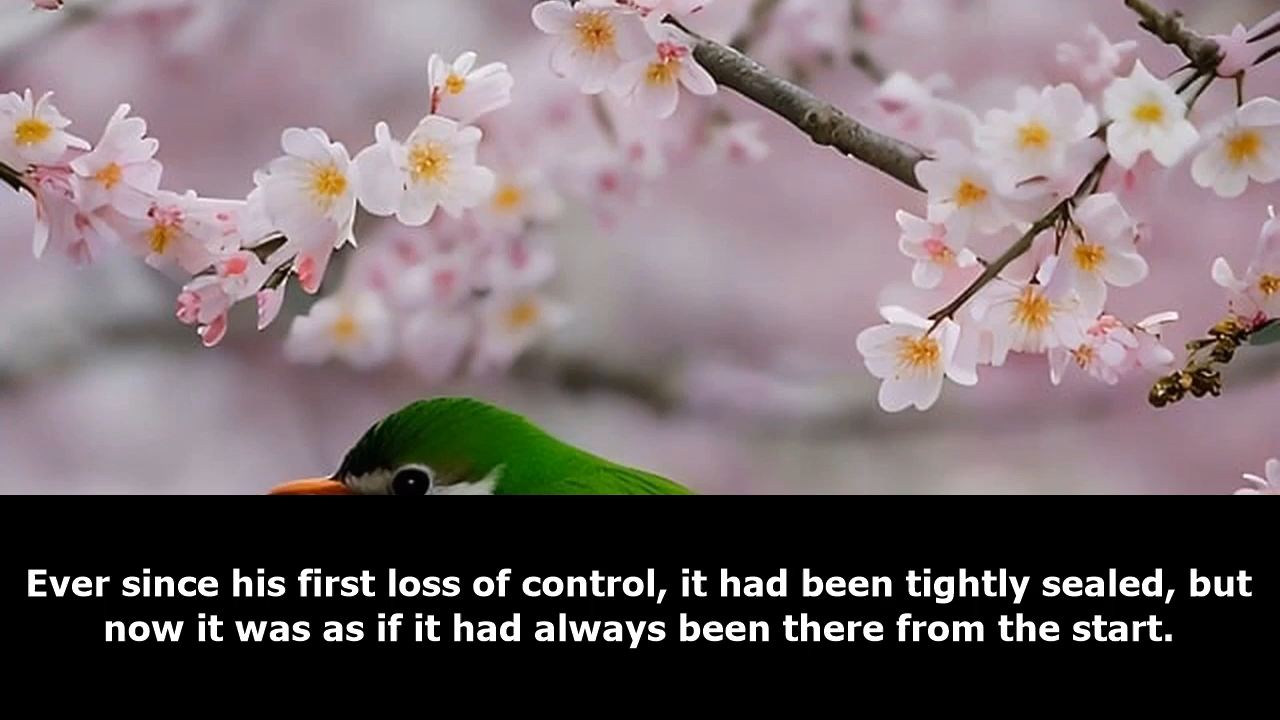 Ever since his first loss of control, it had been tightly sealed, but
now it was as if it had always been there from the start.